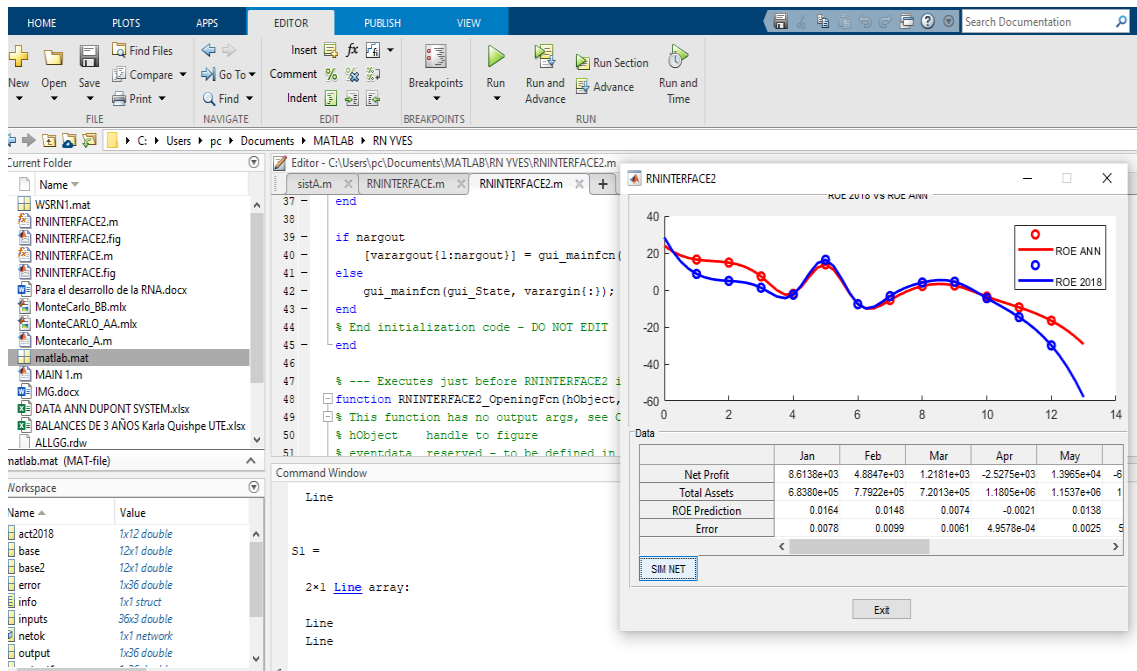 HOME PLOTS APPS EDITOR PUBLISH VIEW
Search Documentation
New
Open
Save
Find Files
Compare
Print
FILE
Go To
Find
NAVIGATE
Insert
Comment
Indent
EDIT
fx
Breakpoints
BREAKPOINTS
Run
Run and Advance
Run Section
Advance
Run and Time
RUN
C: Users pc Documents MATLAB RN YVES
Current Folder
Name
WSRN1.mat
RNINTERFACE2.m
RNINTERFACE2.fig
RNINTERFACE.m
RNINTERFACE.fig
Para el desarrollo de la RNA.docx
MonteCarlo_BB.mlx
MonteCARLO_AA.mlx
Montecarlo_A.m
matlab.mat
MAIN 1.m
IMG.docx
DATA ANN DUPONT SYSTEM.xlsx
BALANCES DE 3 AÑOS Karla Quishpe UTE.xlsx
ALLGG.rdw
matlab.mat (MAT-file)
Workspace
Name Value
act2018 1x12 double
base 12x1 double
base2 12x1 double
error 1x36 double
info 1x1 struct
inputs 36x3 double
netok 1x1 network
output 1x36 double
Editor - C:\Users\pc\Documents\MATLAB\RN YVES\RNINTERFACE2.m
sistA.m RNINTERFACE.m RNINTERFACE2.m +
37 - end
38
39 - if nargout
40 - [varargout{1:nargout}] = gui_mainfcn(
41 - else
42 - gui_mainfcn(gui_State, varargin{:});
43 - end
44 % End initialization code - DO NOT EDIT
45 - end
46
47 % --- Executes just before RNINTERFACE2 i
48 function RNINTERFACE2_OpeningFcn(hObject,
49 % This function has no output args, see
50 % hObject handle to figure
51 % eventdata reserved - to be defined in
Command Window
Line
S1 =
2×1 Line array:
Line
Line
RNINTERFACE2
ROE 2018 Vs ROE ANN
40
20
0
-20
-40
-60
0 2 4 6 8 10 12 14
ROE ANN
ROE 2018
Data
Jan Feb Mar Apr May
Net Profit 8.6138e+03 4.8847e+03 1.2181e+03 -2.5275e+03 1.3965e+04 -6
Total Assets 6.8380e+05 7.7922e+05 7.2013e+05 1.1805e+06 1.1537e+06 1
ROE Prediction 0.0164 0.0148 0.0074 -0.0021 0.0138
Error 0.0078 0.0099 0.0061 4.9578e-04 0.0025 5
SIM NET
Exit